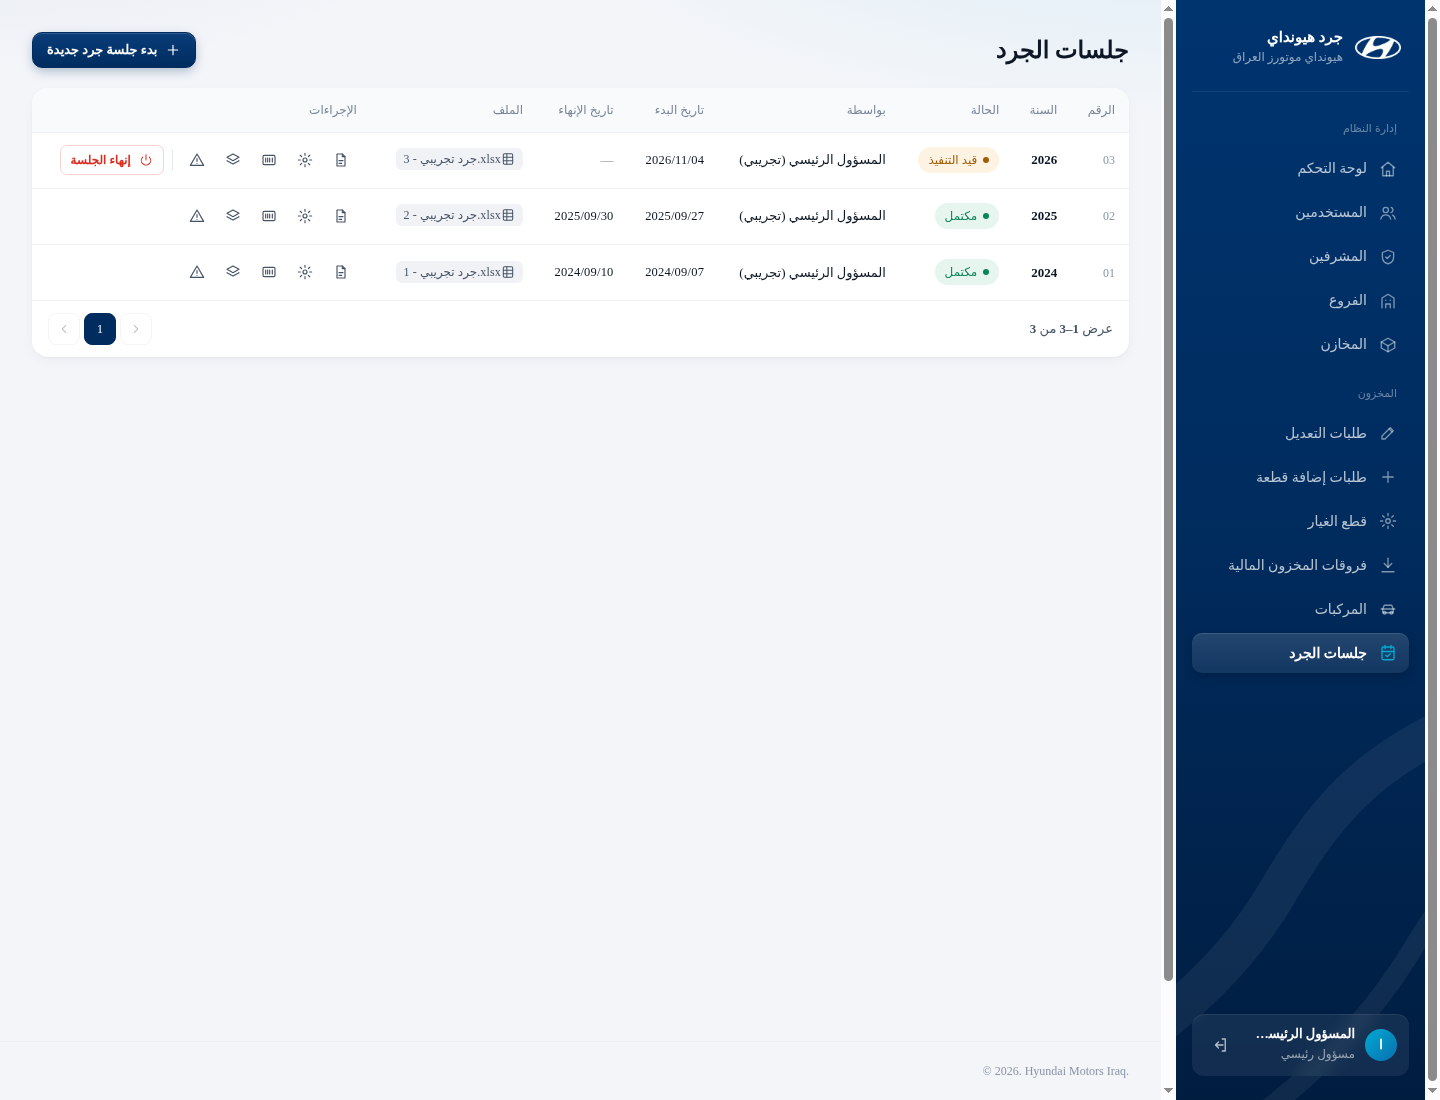 جرد هيونداي
هيونداي موتورز العراق
إدارة النظام
لوحة التحكم
المستخدمين
المشرفين
الفروع
المخازن
المخزون
طلبات التعديل
طلبات إضافة قطعة
قطع الغيار
فروقات المخزون المالية
المركبات
جلسات الجرد
المسؤول الرئيسـ...
مسؤول رئيسي
ا
جلسات الجرد
بدء جلسة جرد جديدة
الرقم السنة الحالة بواسطة تاريخ البدء تاريخ الإنهاء الملف الإجراءات
03 2026 قيد التنفيذ المسؤول الرئيسي (تجريبي) 2026/11/04 — جرد تجريبي - 3.xlsx إنهاء الجلسة
02 2025 مكتمل المسؤول الرئيسي (تجريبي) 2025/09/27 2025/09/30 جرد تجريبي - 2.xlsx
01 2024 مكتمل المسؤول الرئيسي (تجريبي) 2024/09/07 2024/09/10 جرد تجريبي - 1.xlsx
عرض 1–3 من 3
1
© 2026. Hyundai Motors Iraq.